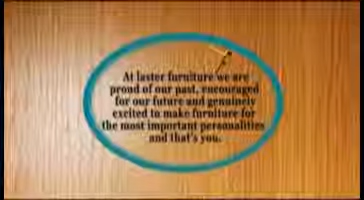 At laster furniture we are
proud of our past, encouraged
for our future and genuinely
excited to make furniture for
the most important personalities
and that's you.